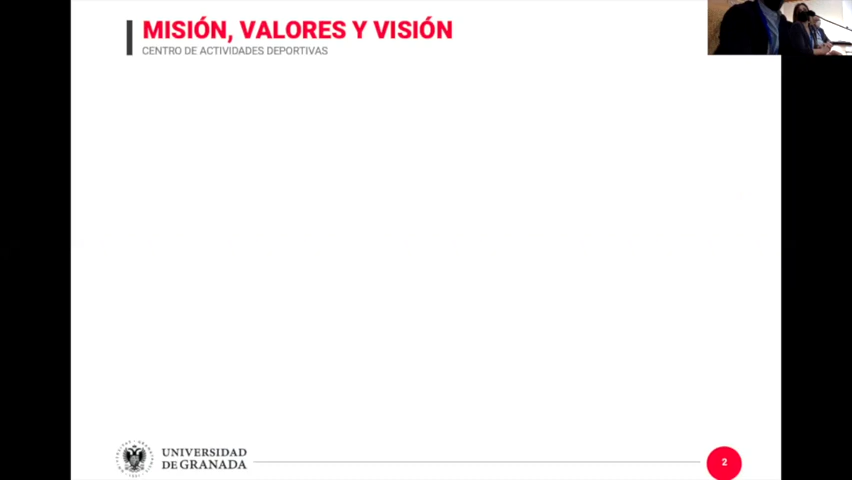 MISIÓN, VALORES Y VISIÓN
CENTRO DE ACTIVIDADES DEPORTIVAS
UNIVERSIDAD
DE GRANADA
2